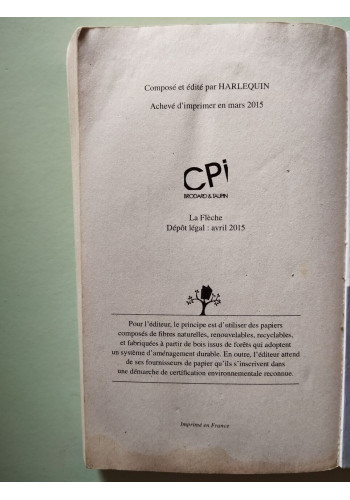 Composé et édité par HARLEQUIN
Achevé d'imprimer en mars 2015
CPi
BRODARD & TAUPIN
La Flèche
Dépôt légal : avril 2015
Pour l'éditeur, le principe est d'utiliser des papiers
composés de fibres naturelles, renouvelables, recyclables,
et fabriquées à partir de bois issus de forêts qui adoptent
un système d'aménagement durable. En outre, l'éditeur attend
de ses fournisseurs de papier qu'ils s'inscrivent dans
une démarche de certification environnementale reconnue.
Imprimé en France